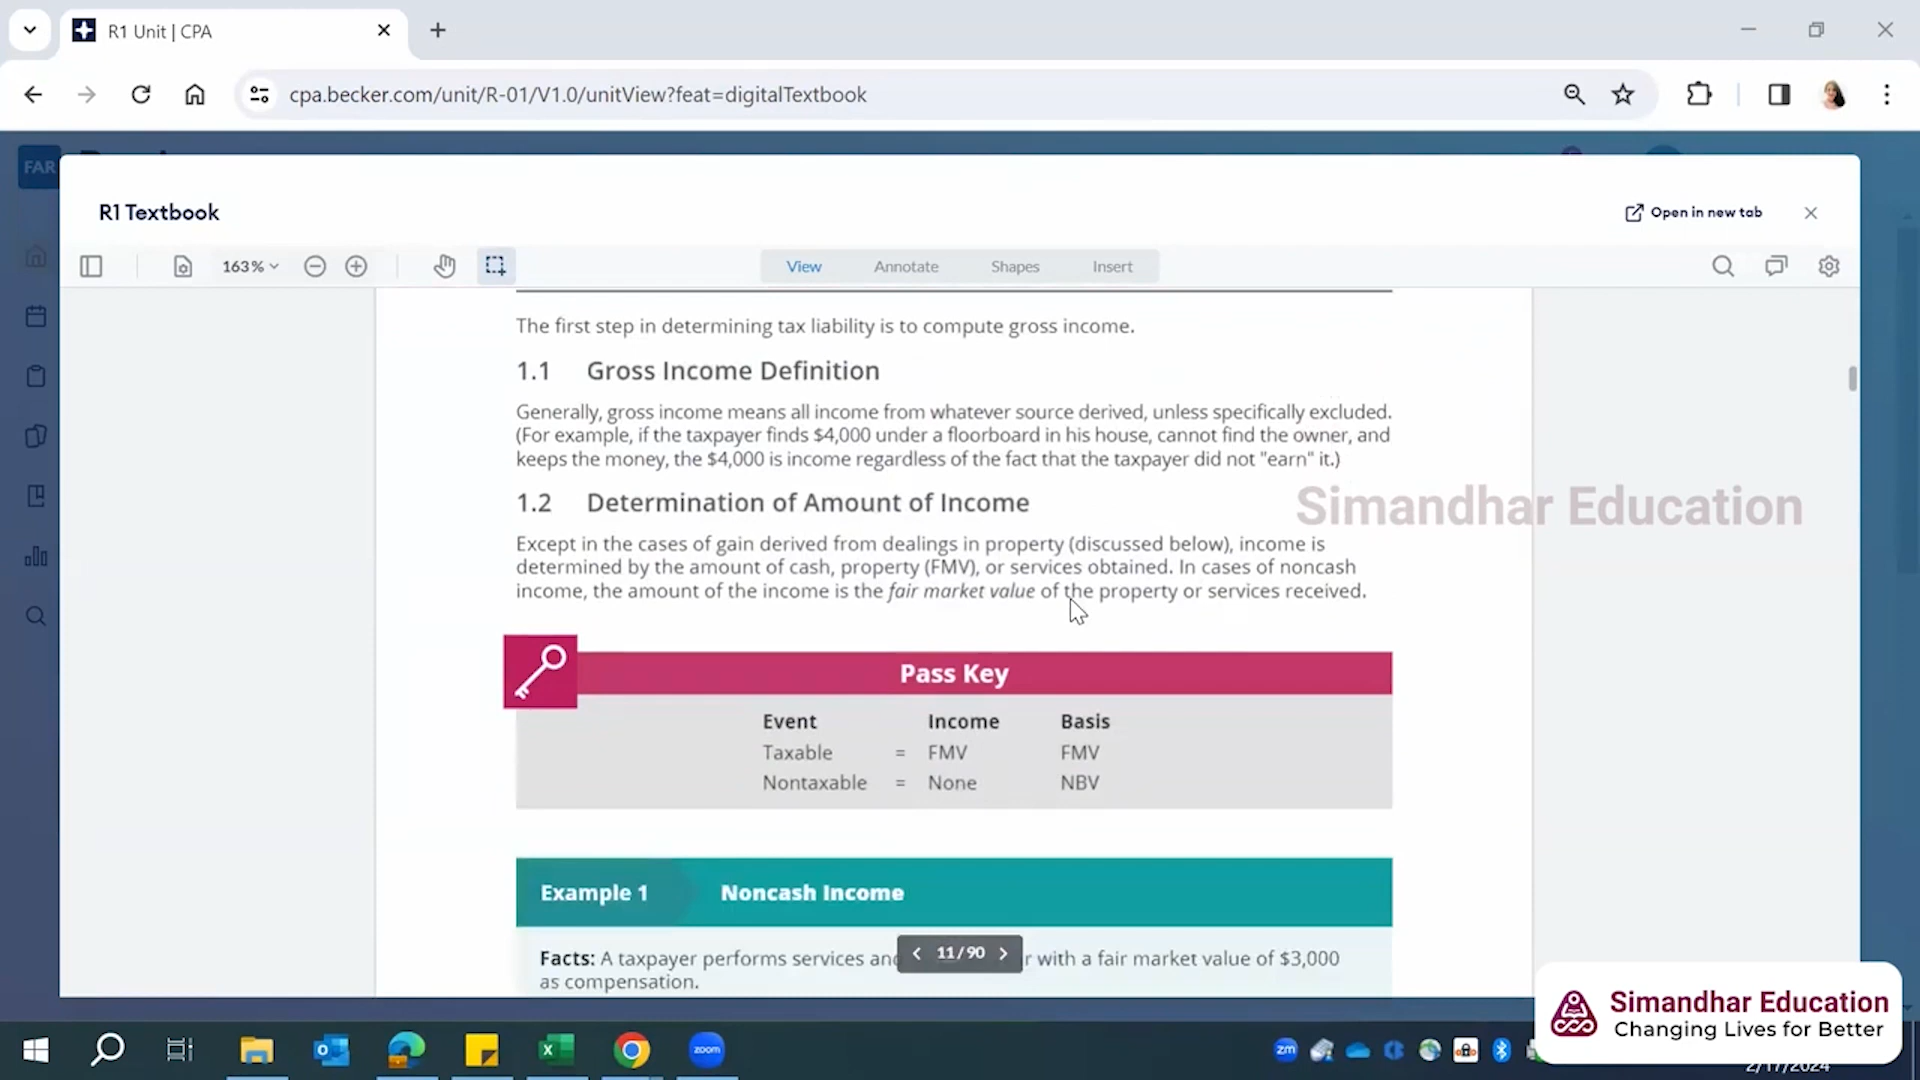 R1 Unit | CPA
cpa.becker.com/unit/R-01/V1.0/unitView?feat=digitalTextbook
FAR
R1 Textbook
Open in new tab
163%
View
Annotate
Shapes
Insert
The first step in determining tax liability is to compute gross income.
1.1 Gross Income Definition
Generally, gross income means all income from whatever source derived, unless specifically excluded.
(For example, if the taxpayer finds $4,000 under a floorboard in his house, cannot find the owner, and
keeps the money, the $4,000 is income regardless of the fact that the taxpayer did not "earn" it.)
1.2 Determination of Amount of Income
Simandhar Education
Except in the cases of gain derived from dealings in property (discussed below), income is
determined by the amount of cash, property (FMV), or services obtained. In cases of noncash
income, the amount of the income is the fair market value of the property or services received.
Pass Key
Event Income Basis
Taxable = FMV FMV
Nontaxable = None NBV
Example 1 Noncash Income
11/90
Facts: A taxpayer performs services and r with a fair market value of $3,000
as compensation.
Simandhar Education
Changing Lives for Better
zoom
zm
2/17/2024